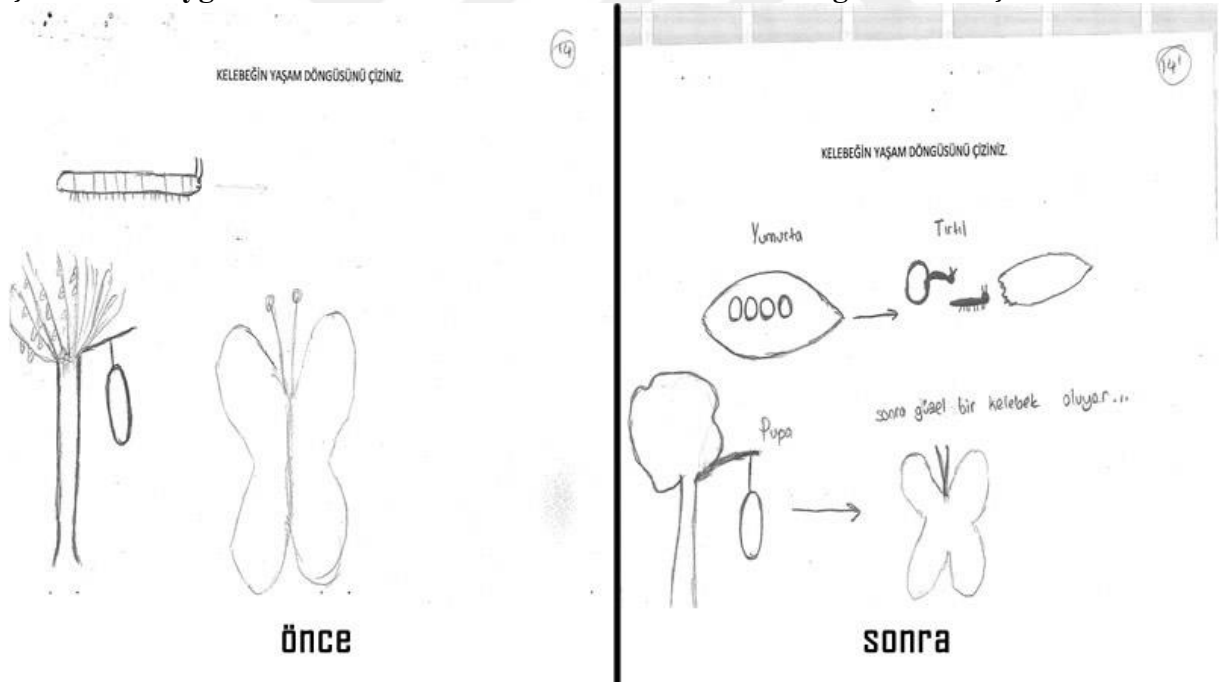 14
KELEBEĞİN YAŞAM DÖNGÜSÜNÜ ÇİZİNİZ.
önce
14'
KELEBEĞİN YAŞAM DÖNGÜSÜNÜ ÇİZİNİZ.
Yumurta
Tırtıl
Pupa
sonra güzel bir kelebek oluyor...
sonra